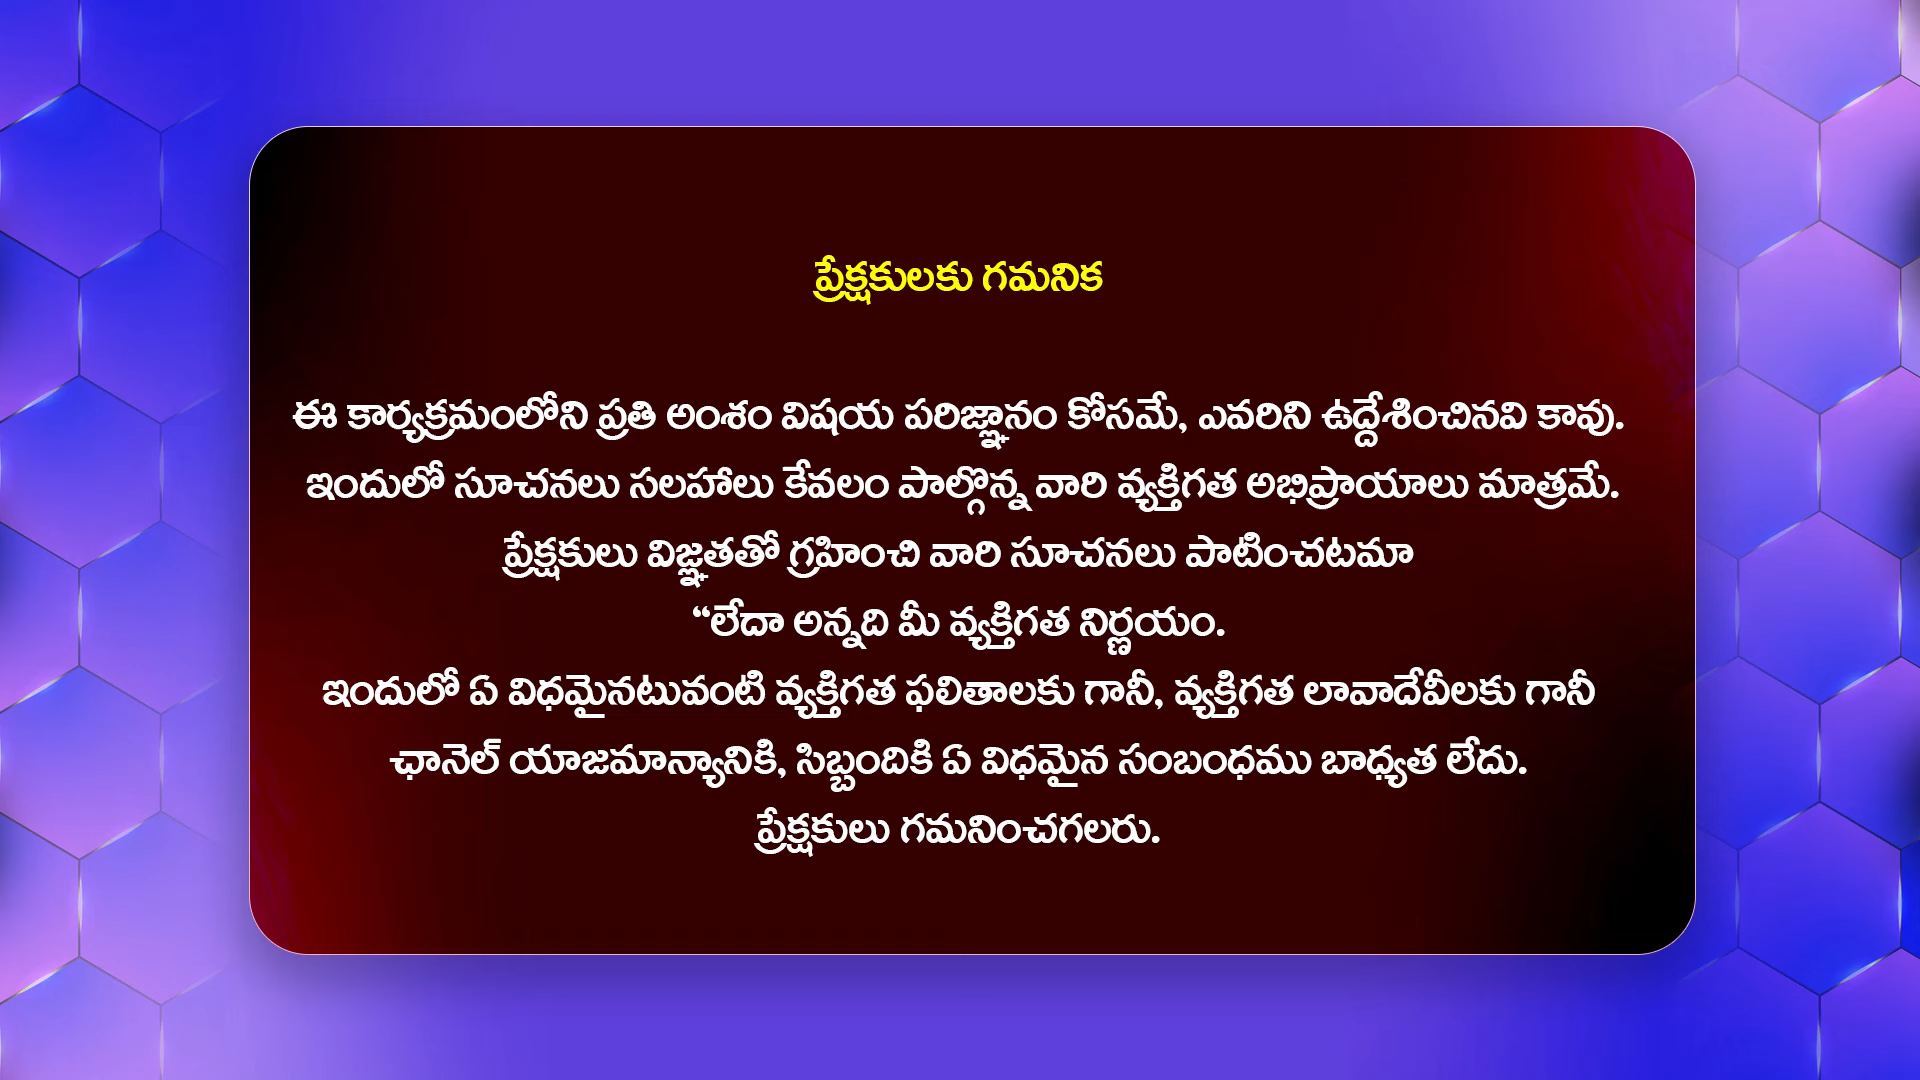 ప్రేక్షకులకు గమనిక
ఈ కార్యక్రమంలోని ప్రతి అంశం విషయ పరిజ్ఞానం కోసమే, ఎవరిని ఉద్దేశించినవి కావు.
ఇందులో సూచనలు సలహాలు కేవలం పాల్గొన్న వారి వ్యక్తిగత అభిప్రాయాలు మాత్రమే.
ప్రేక్షకులు విజ్ఞతతో గ్రహించి వారి సూచనలు పాటించటమా
“లేదా అన్నది మీ వ్యక్తిగత నిర్ణయం.
ఇందులో ఏ విధమైనటువంటి వ్యక్తిగత ఫలితాలకు గానీ, వ్యక్తిగత లావాదేవీలకు గానీ
ఛానెల్ యాజమాన్యానికి, సిబ్బందికి ఏ విధమైన సంబంధము బాధ్యత లేదు.
ప్రేక్షకులు గమనించగలరు.